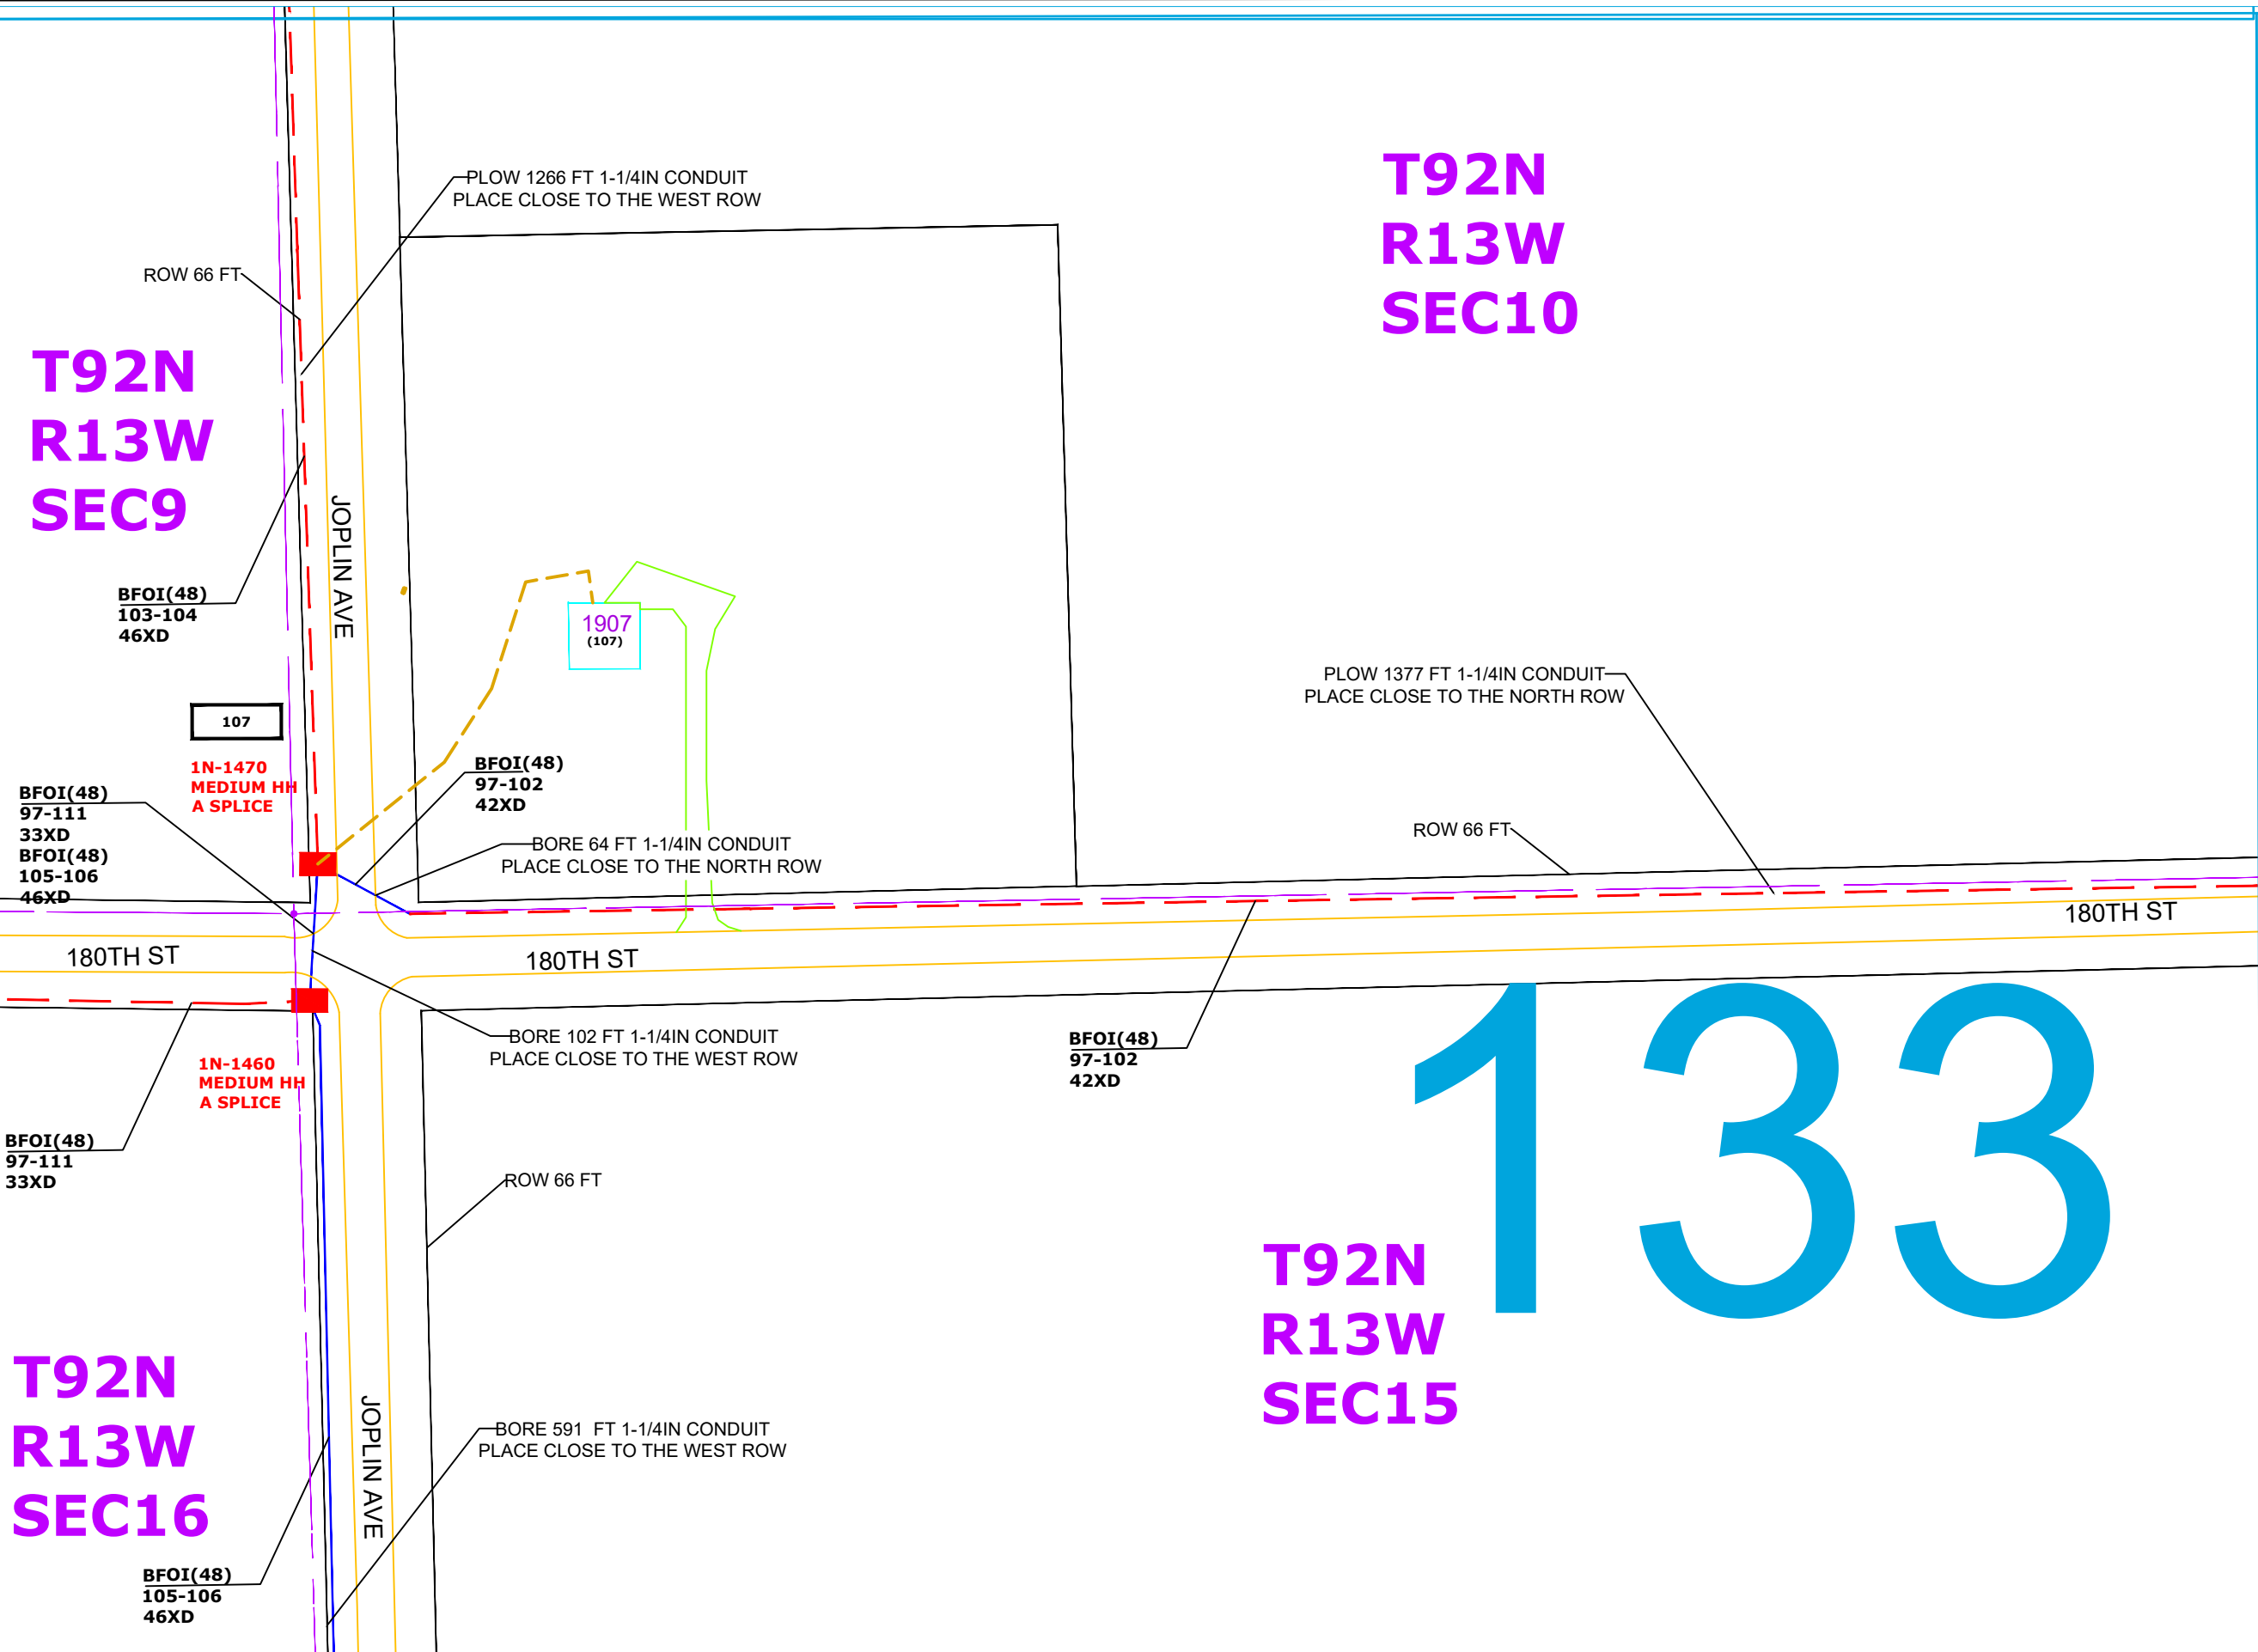 PLOW 1266 FT 1-1/4IN CONDUIT
PLACE CLOSE TO THE WEST ROW
T92N
R13W
SEC10
ROW 66 FT
T92N
R13W
SEC9
JOPLIN AVE
BFOI(48)
103-104
46XD
1907
(107)
PLOW 1377 FT 1-1/4IN CONDUIT
PLACE CLOSE TO THE NORTH ROW
107
1N-1470
MEDIUM HH
A SPLICE
BFOI(48)
97-102
42XD
BFOI(48)
97-111
33XD
BFOI(48)
105-106
46XD
BORE 64 FT 1-1/4IN CONDUIT
PLACE CLOSE TO THE NORTH ROW
ROW 66 FT
180TH ST
180TH ST
180TH ST
BORE 102 FT 1-1/4IN CONDUIT
PLACE CLOSE TO THE WEST ROW
BFOI(48)
97-102
42XD
133
1N-1460
MEDIUM HH
A SPLICE
BFOI(48)
97-111
33XD
ROW 66 FT
T92N
R13W
SEC15
T92N
R13W
SEC16
JOPLIN AVE
BORE 591 FT 1-1/4IN CONDUIT
PLACE CLOSE TO THE WEST ROW
BFOI(48)
105-106
46XD